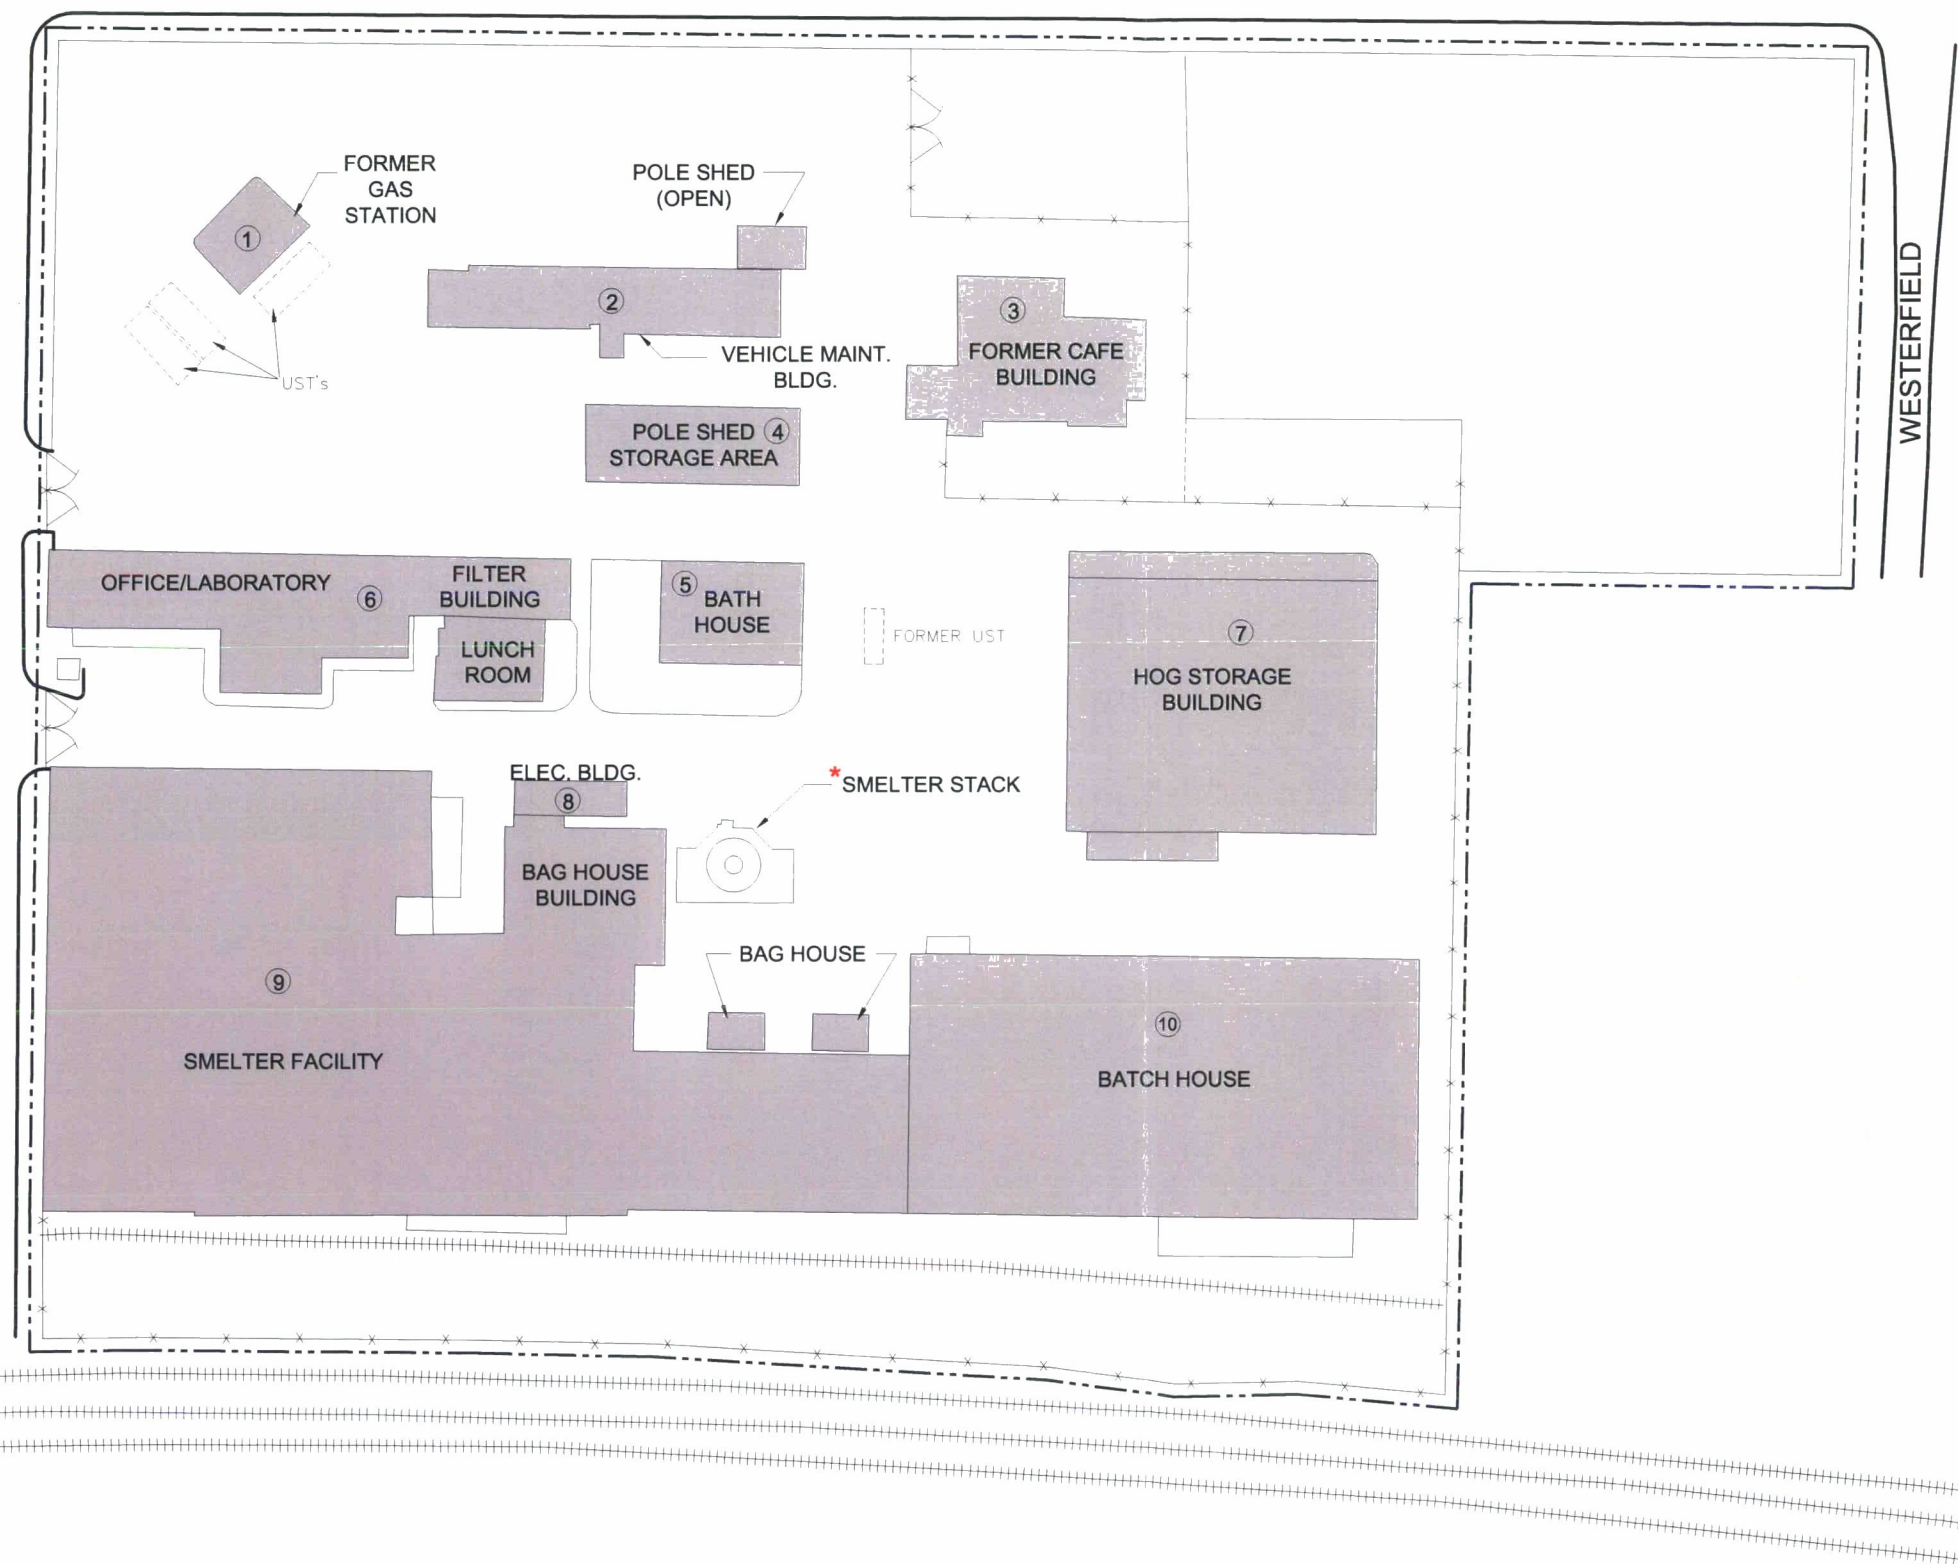 FORMER
GAS
STATION
1
UST's
POLE SHED
(OPEN)
2
VEHICLE MAINT.
BLDG.
3
FORMER CAFE
BUILDING
WESTERFIELD
POLE SHED 4
STORAGE AREA
OFFICE/LABORATORY
6
FILTER
BUILDING
LUNCH
ROOM
5
BATH
HOUSE
FORMER UST
7
HOG STORAGE
BUILDING
ELEC. BLDG.
8
*SMELTER STACK
BAG HOUSE
BUILDING
BAG HOUSE
9
SMELTER FACILITY
10
BATCH HOUSE